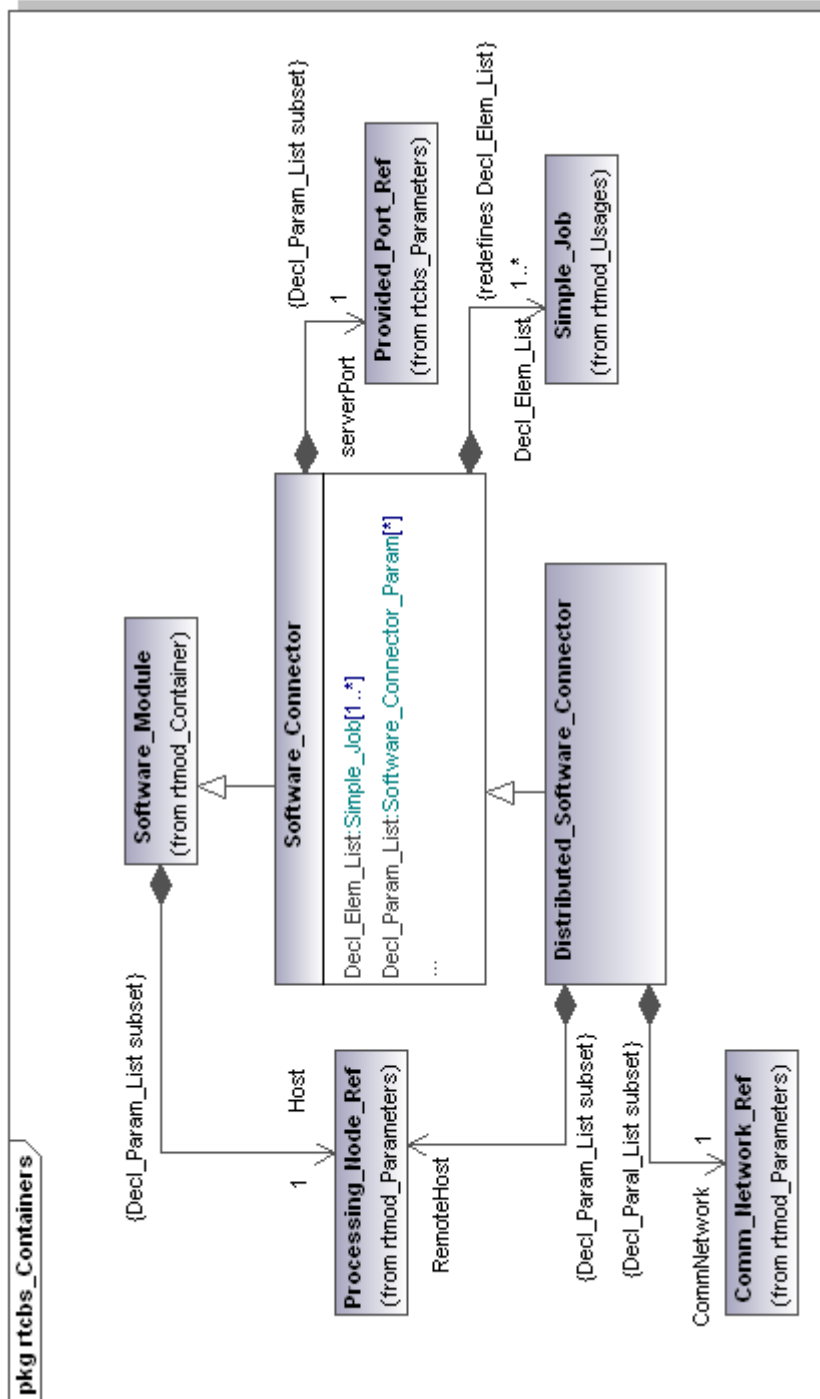 pkg rtcbs_Containers
Software_Module
(from rtmod_Container)
{Decl_Param_List subset}
Host
1
Processing_Node_Ref
(from rtmod_Parameters)
Software_Connector
Decl_Elem_List:Simple_Job[1..*]
Decl_Param_List:Software_Connector_Param[*]
...
{Decl_Param_List subset}
serverPort
1
Provided_Port_Ref
(from rtcbs_Parameters)
{redefines Decl_Elem_List}
Decl_Elem_List
1..*
Simple_Job
(from rtmod_Usages)
Distributed_Software_Connector
RemoteHost
{Decl_Param_List subset}
{Decl_Paral_List subset}
CommNetwork
1
Comm_Network_Ref
(from rtmod_Parameters)